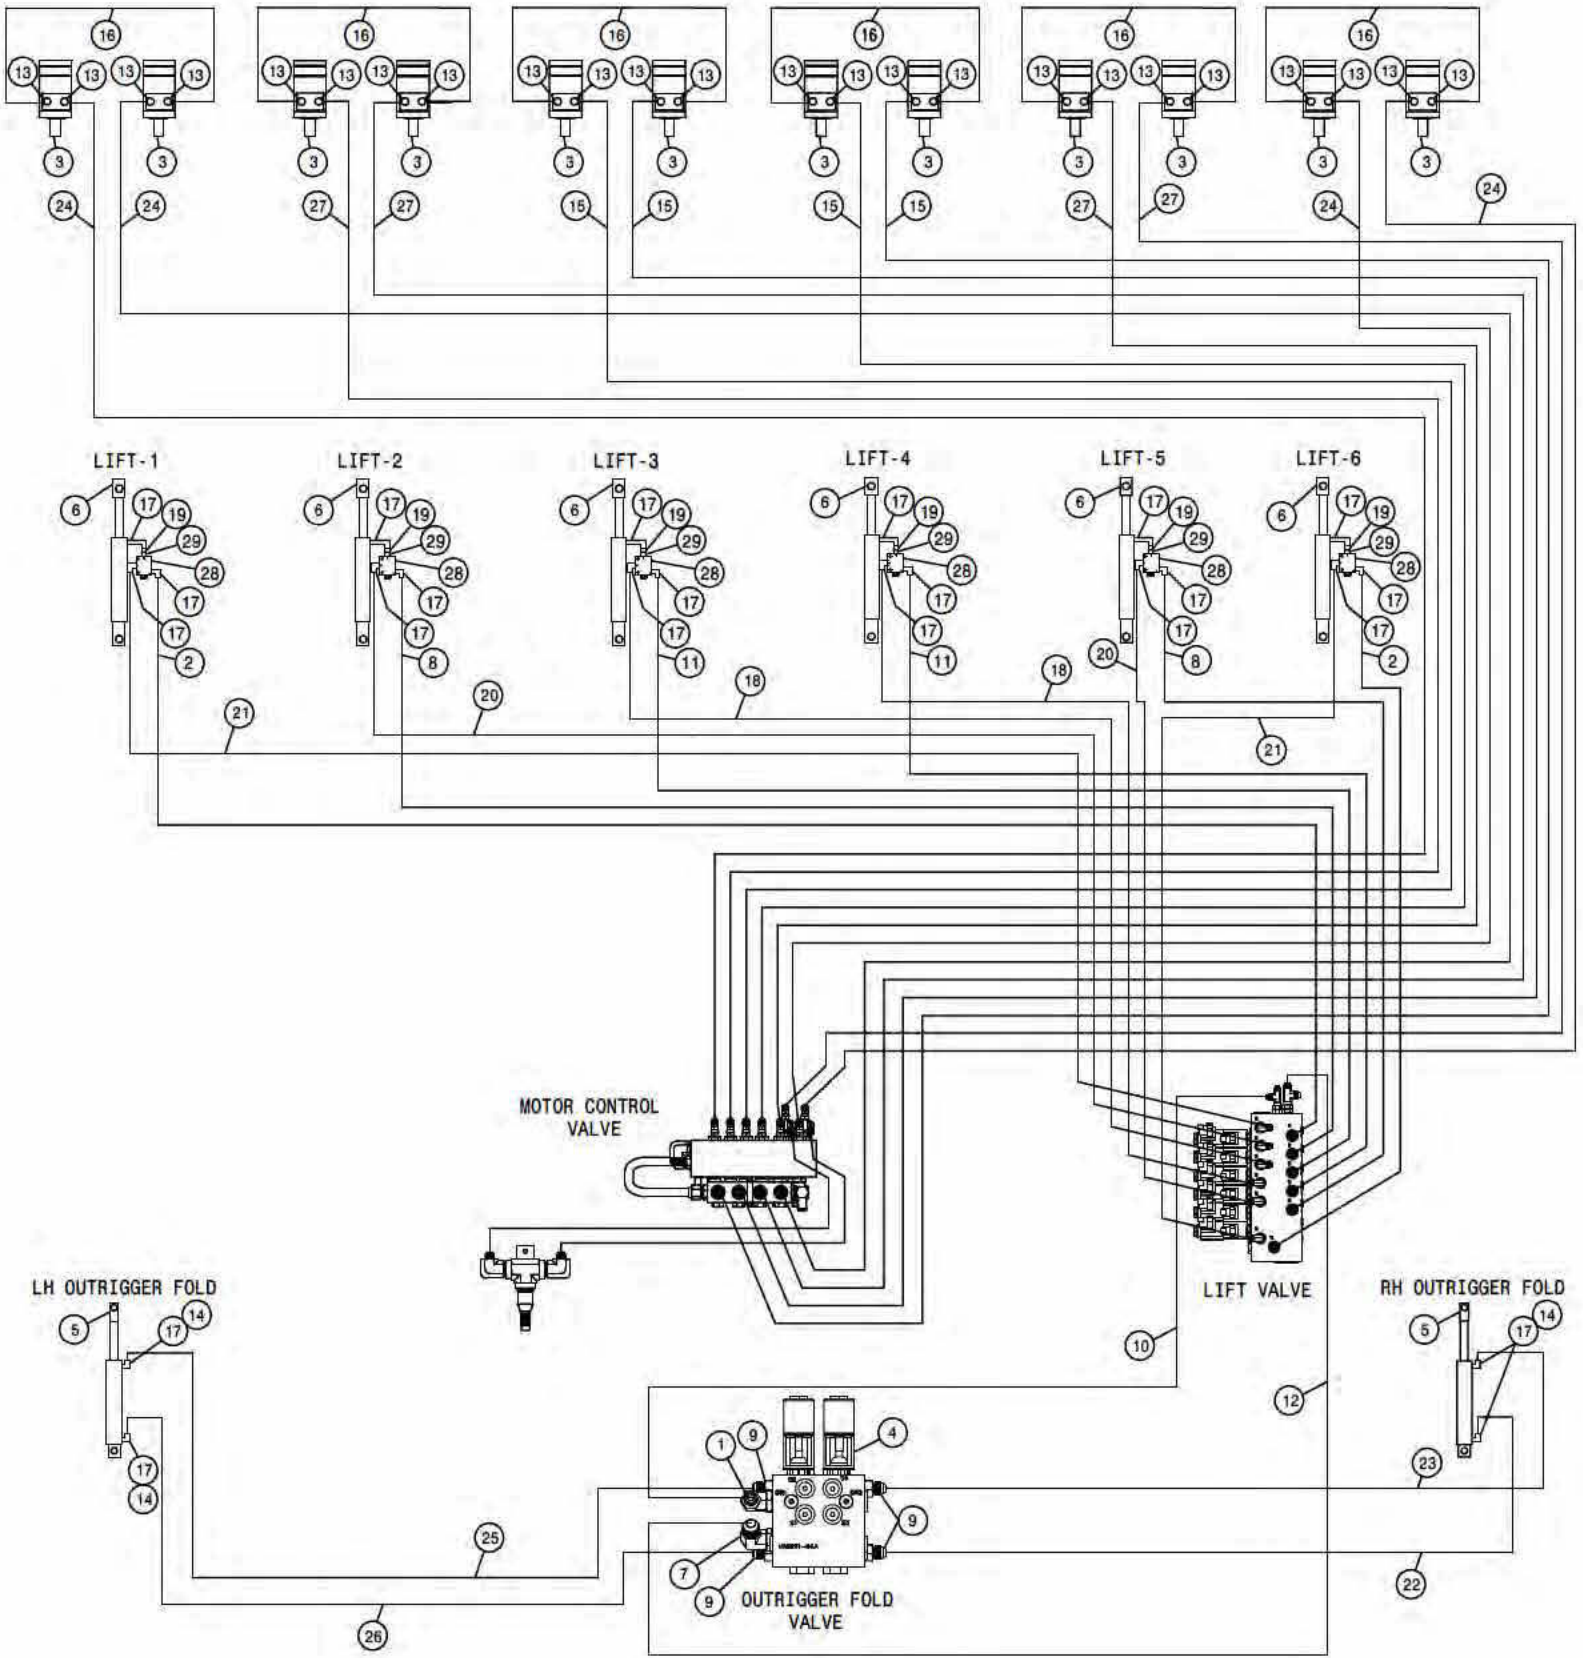 16 16 16 16 16 16
13 13 13 13 13 13 13 13 13 13 13 13 13 13 13 13 13 13 13 13 13 13 13 13
3 3 3 3 3 3 3 3 3 3 3 3
24 24 27 27 15 15 15 15 27 27 24 24
LIFT-1 LIFT-2 LIFT-3 LIFT-4 LIFT-5 LIFT-6
6 17 6 17 6 17 6 17 6 17 6 17
19 19 19 19 19 19
29 29 29 29 29 29
28 28 28 28 28 28
17 17 17 17 17 17
17 17 17 17 17 17
2 8 11 11 20 8 2
21 20 18 18 21
MOTOR CONTROL
VALVE
LIFT VALVE
LH OUTRIGGER FOLD
5 17 14
17
14
RH OUTRIGGER FOLD
5 17 14
10
12
1 9 4
23
9
25
7
9
22
26
OUTRIGGER FOLD
VALVE